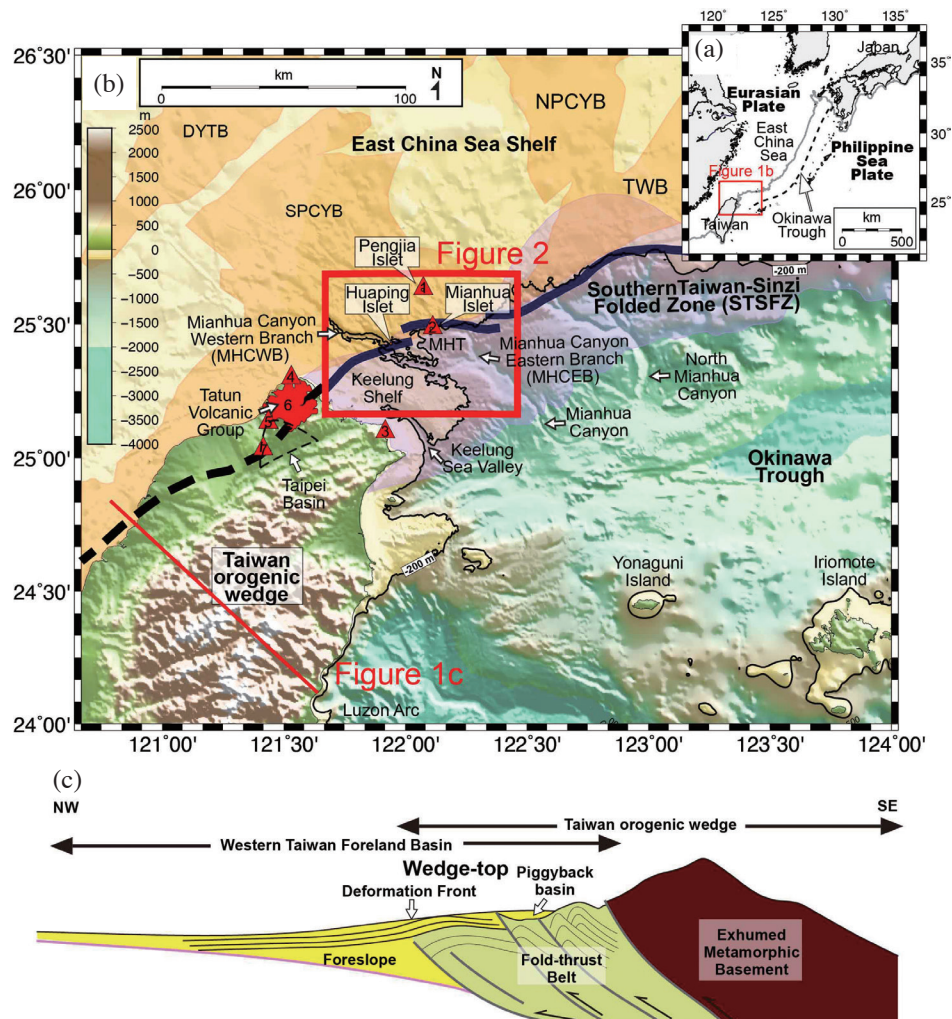 (a)
120˚ 125˚ 130˚ 135˚
35˚
30˚
25˚
Japan
Eurasian
Plate
East
China
Sea
Philippine
Sea
Plate
Figure 1b
Taiwan
Okinawa
Trough
km
0 500
(b)
26˚30'
26˚00'
25˚30'
25˚00'
24˚30'
24˚00'
km
0 100
N
m
2500
2000
1500
1000
500
0
−500
−1000
−1500
−2000
−3000
−3500
−4000
DYTB
NPCYB
East China Sea Shelf
TWB
SPCYB
Pengjia
Islet
Figure 2
1
Huaping
Islet
Mianhua
Islet
2
MHT
-200 m
SouthernTaiwan-Sinzi
Folded Zone (STSFZ)
Mianhua Canyon
Western Branch
(MHCWB)
Mianhua Canyon
Eastern Branch
(MHCEB)
North
Mianhua
Canyon
Keelung
Shelf
4
Tatun
Volcanic
Group
6
3
Mianhua
Canyon
Keelung
Sea Valley
Okinawa
Trough
Taipei
Basin
Taiwan
orogenic
wedge
-200 m
Yonaguni
Island
Iriomote
Island
Figure 1c
Luzon Arc
121˚00' 121˚30' 122˚00' 122˚30' 123˚00' 123˚30' 124˚00'
(c)
NW SE
Taiwan orogenic wedge
Western Taiwan Foreland Basin
Wedge-top
Deformation Front
Piggyback
basin
Foreslope
Fold-thrust
Belt
Exhumed
Metamorphic
Basement